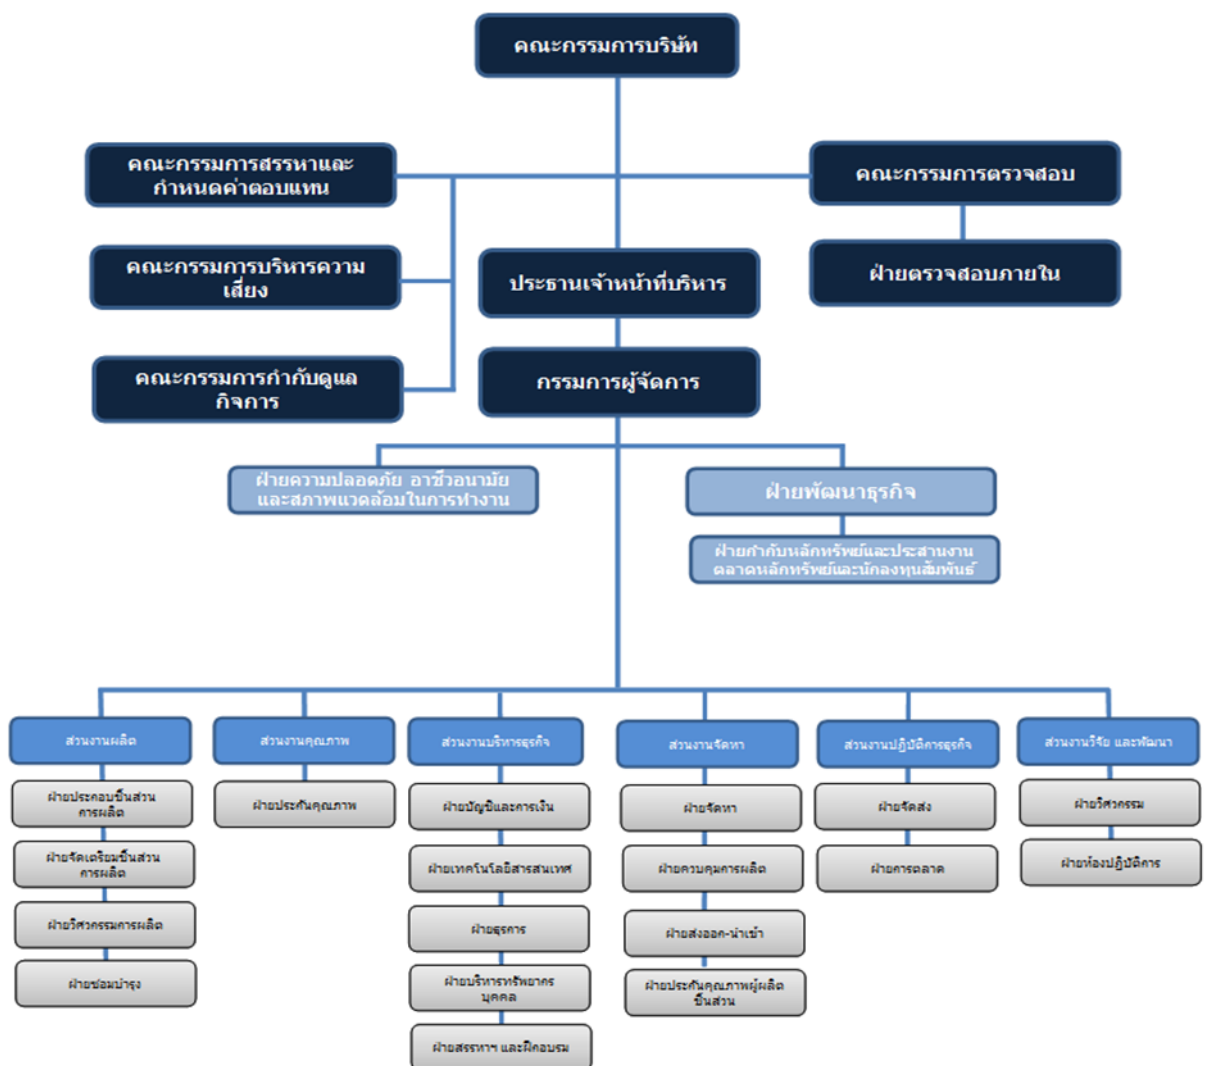 คณะกรรมการบริษัท
คณะกรรมการสรรหาและ
กำหนดค่าตอบแทน
คณะกรรมการตรวจสอบ
คณะกรรมการบริหารความ
เสี่ยง
ประธานเจ้าหน้าที่บริหาร
ฝ่ายตรวจสอบภายใน
คณะกรรมการกำกับดูแล
กิจการ
กรรมการผู้จัดการ
ฝ่ายความปลอดภัย อาชีวอนามัย
และสภาพแวดล้อมในการทำงาน
ฝ่ายพัฒนาธุรกิจ
ฝ่ายกำกับหลักทรัพย์และประสานงาน
ตลาดหลักทรัพย์และนักลงทุนสัมพันธ์
ส่วนงานผลิต
ส่วนงานคุณภาพ
ส่วนงานบริหารธุรกิจ
ส่วนงานจัดหา
ส่วนงานปฏิบัติการธุรกิจ
ส่วนงานวิจัย และพัฒนา
ฝ่ายประกอบชิ้นส่วน
การผลิต
ฝ่ายประกันคุณภาพ
ฝ่ายบัญชีและการเงิน
ฝ่ายจัดหา
ฝ่ายจัดส่ง
ฝ่ายวิศวกรรม
ฝ่ายจัดเตรียมชิ้นส่วน
การผลิต
ฝ่ายเทคโนโลยีสารสนเทศ
ฝ่ายควบคุมการผลิต
ฝ่ายการตลาด
ฝ่ายห้องปฏิบัติการ
ฝ่ายวิศวกรรมการผลิต
ฝ่ายธุรการ
ฝ่ายส่งออก-นำเข้า
ฝ่ายซ่อมบำรุง
ฝ่ายบริหารทรัพยากร
บุคคล
ฝ่ายประกันคุณภาพผู้ผลิต
ชิ้นส่วน
ฝ่ายสรรหาฯ และฝึกอบรม